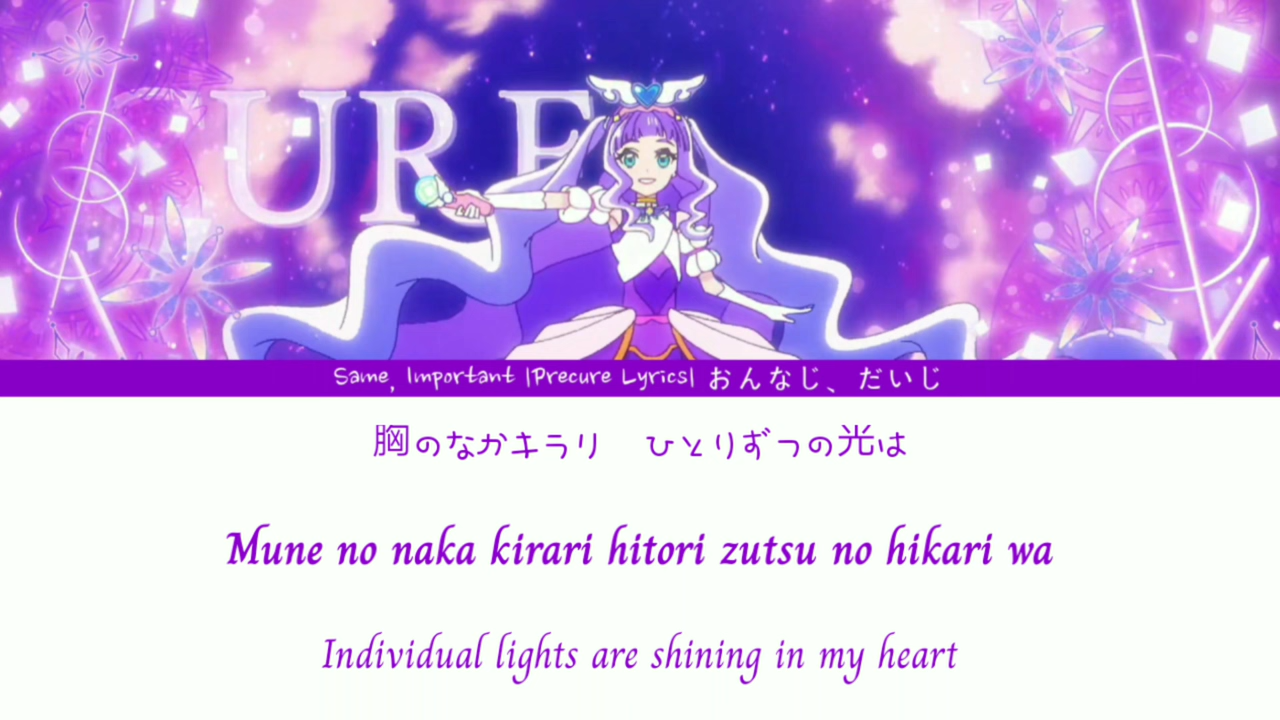 URE
Same, Important |Precure Lyrics| おんなじ、だいじ
胸のなかキラリ　ひとりずつの光は
Mune no naka kirari hitori zutsu no hikari wa
Individual lights are shining in my heart